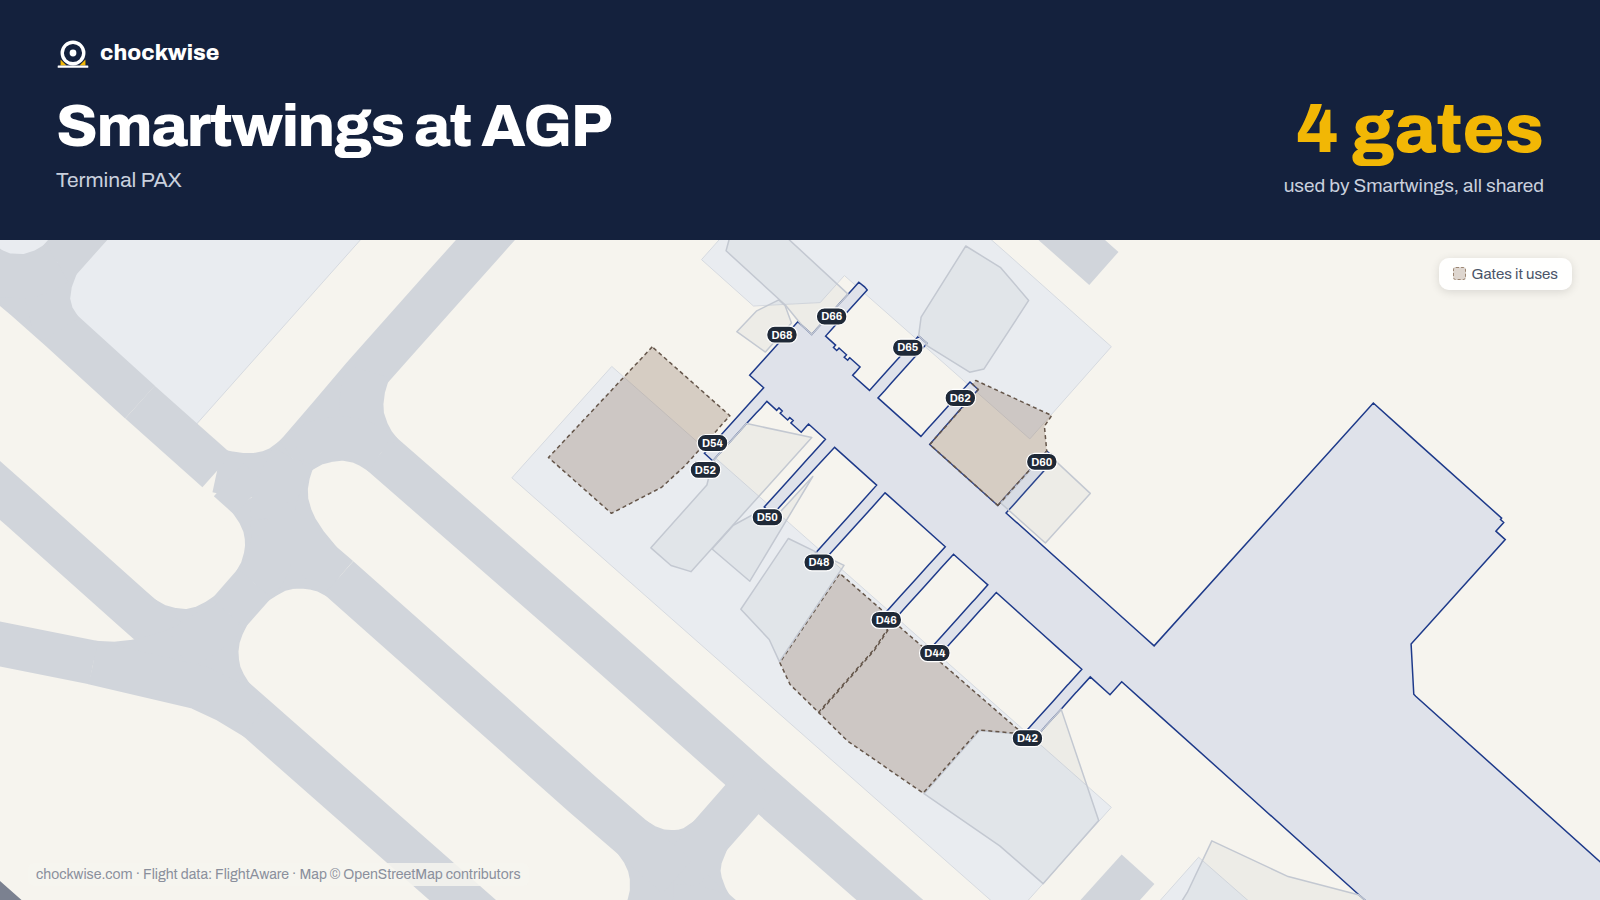 chockwise
Smartwings at AGP
Terminal PAX
4 gates
used by Smartwings, all shared
Gates it uses
D66
D68
D65
D62
D54
D60
D52
D50
D48
D46
D44
D42
chockwise.com · Flight data: FlightAware · Map © OpenStreetMap contributors